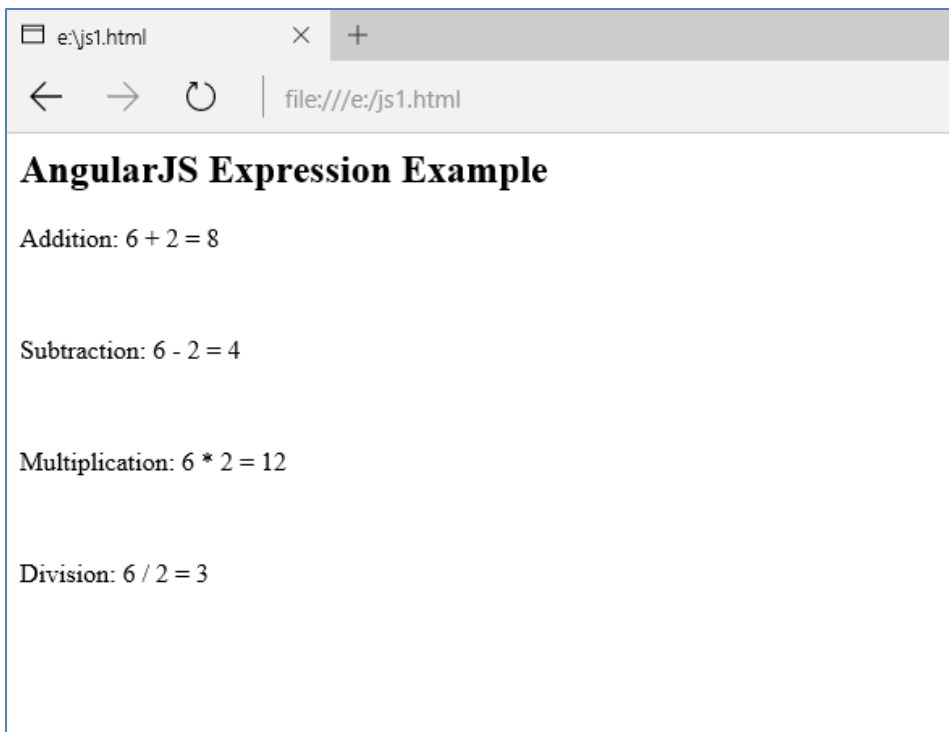 e:\js1.html
file:///e:/js1.html
AngularJS Expression Example
Addition: 6 + 2 = 8
Subtraction: 6 - 2 = 4
Multiplication: 6 * 2 = 12
Division: 6 / 2 = 3